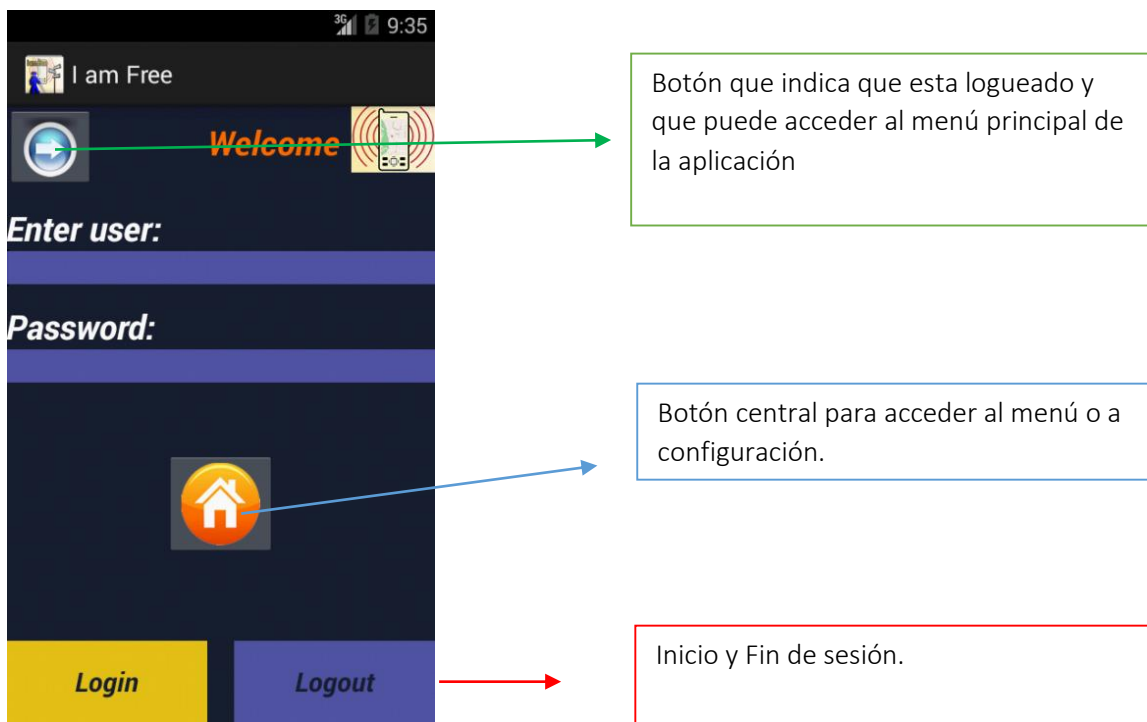 3G 9:35
I am Free
Welcome
Enter user:
Password:
Login
Logout
Botón que indica que esta logueado y
que puede acceder al menú principal de
la aplicación
Botón central para acceder al menú o a
configuración.
Inicio y Fin de sesión.